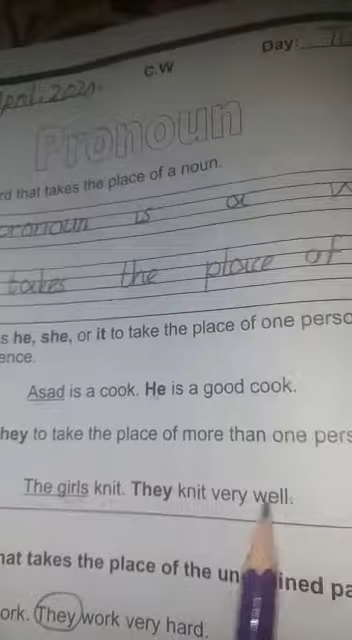 Day:
C.W
April. 202
Pronoun
rd that takes the place of a noun.
pronoun is a
takes the place of
s he, she, or it to take the place of one perso
ence.
Asad is a cook. He is a good cook.
hey to take the place of more than one pers
The girls knit. They knit very well.
hat takes the place of the un ined pa
ork. They work very hard.